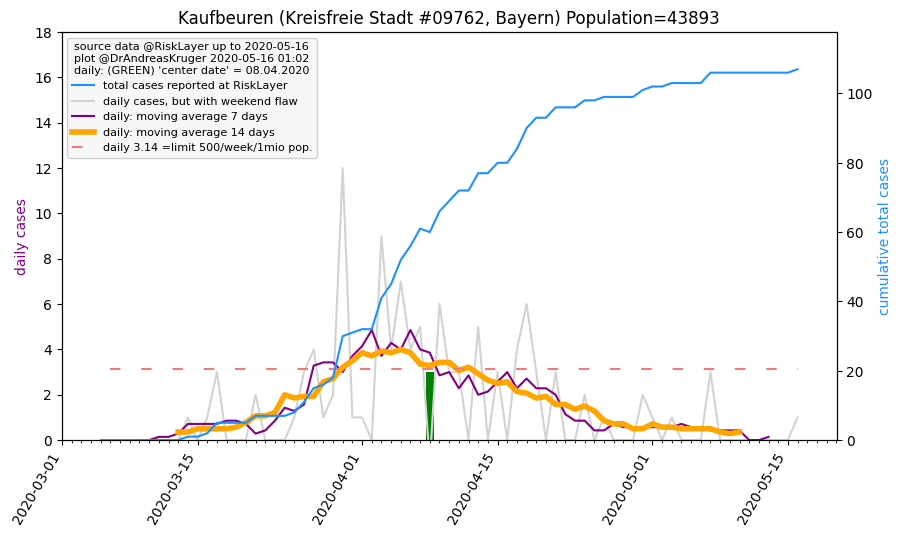 Kaufbeuren (Kreisfreie Stadt #09762, Bayern) Population=43893
source data @RiskLayer up to 2020-05-16
plot @DrAndreasKruger 2020-05-16 01:02
daily: (GREEN) 'center date' = 08.04.2020
total cases reported at RiskLayer
daily cases, but with weekend flaw
daily: moving average 7 days
daily: moving average 14 days
daily 3.14 =limit 500/week/1mio pop.
daily cases
18
16
14
12
10
8
6
4
2
0
100
80
60
40
20
0
cumulative total cases
2020-03-01
2020-03-15
2020-04-01
2020-04-15
2020-05-01
2020-05-15